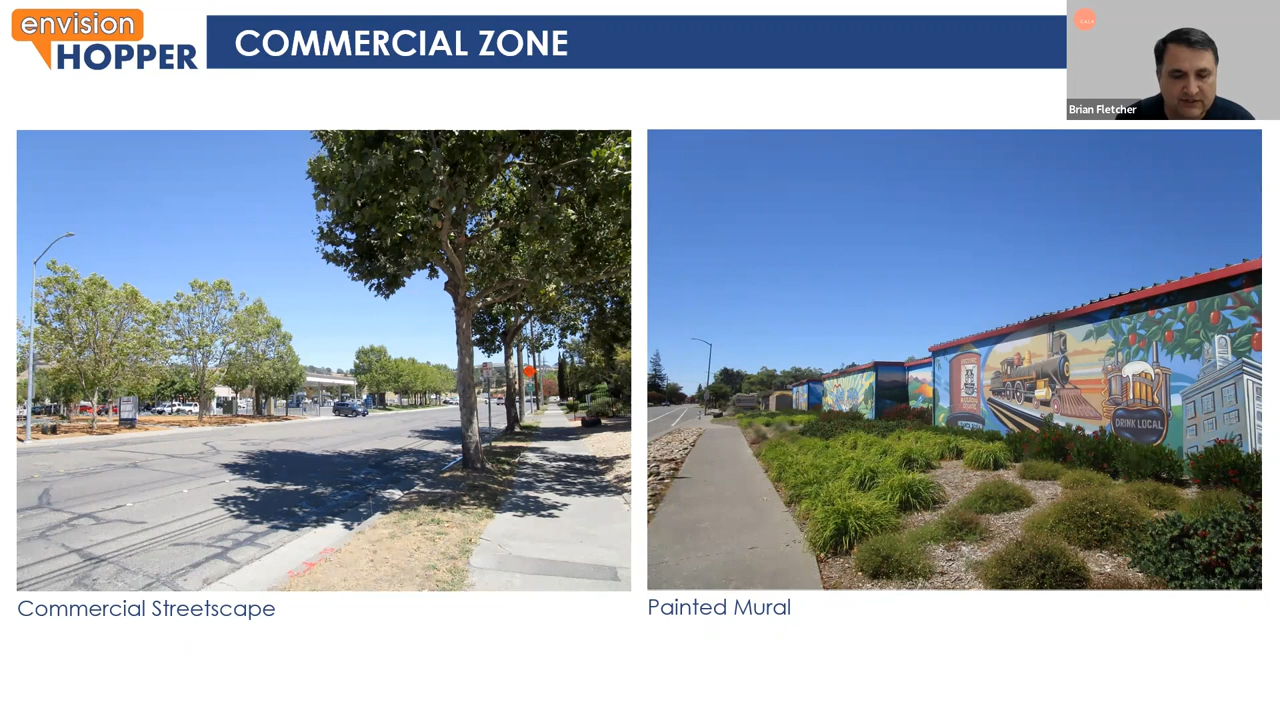 envision
HOPPER
COMMERCIAL ZONE
Brian Fletcher
DRINK LOCAL
Commercial Streetscape
Painted Mural